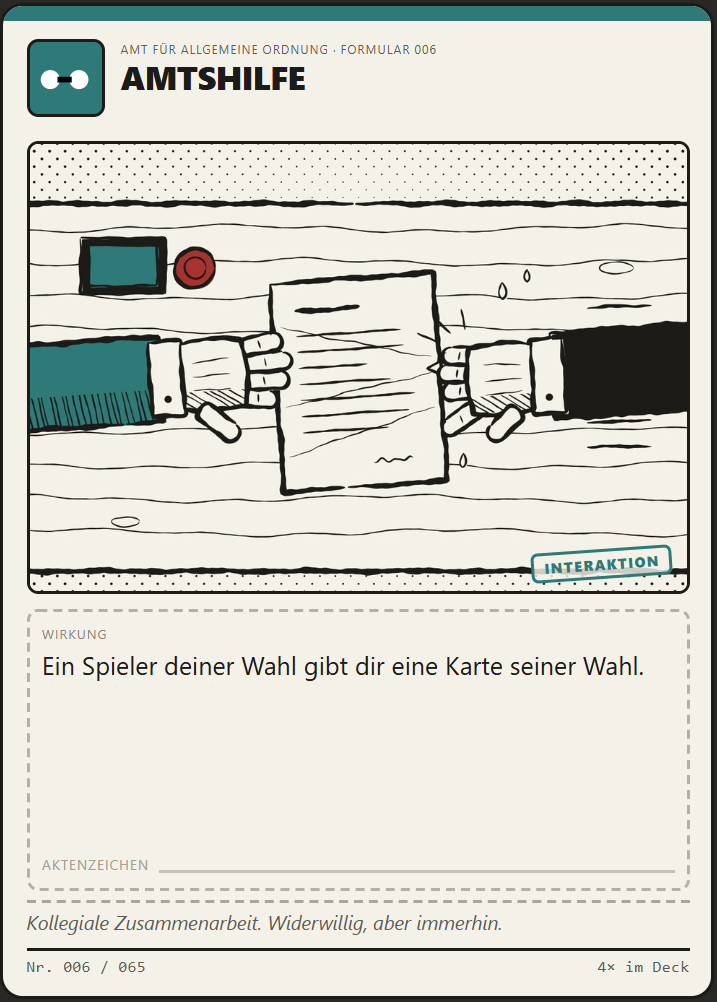 AMT FÜR ALLGEMEINE ORDNUNG · FORMULAR 006
AMTSHILFE
INTERAKTION
WIRKUNG
Ein Spieler deiner Wahl gibt dir eine Karte seiner Wahl.
AKTENZEICHEN
Kollegiale Zusammenarbeit. Widerwillig, aber immerhin.
Nr. 006 / 065
4× im Deck